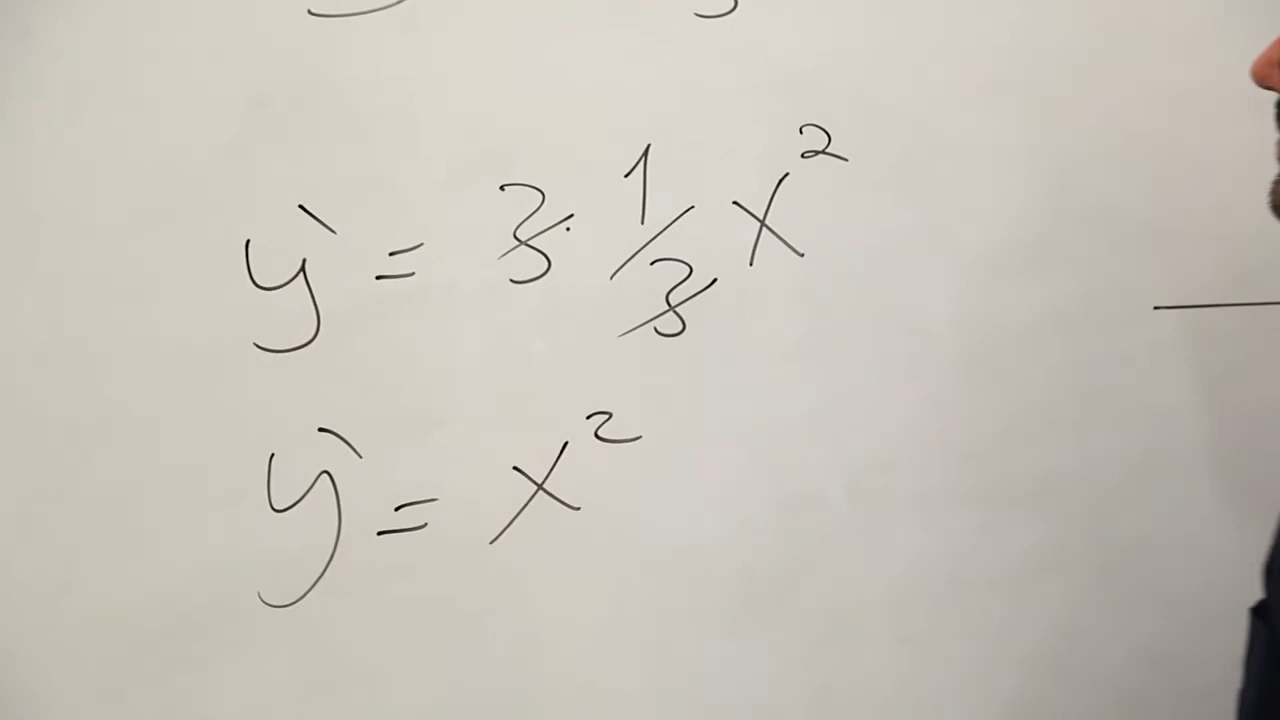 y` = 3 · 1/3 x²
y` = x²